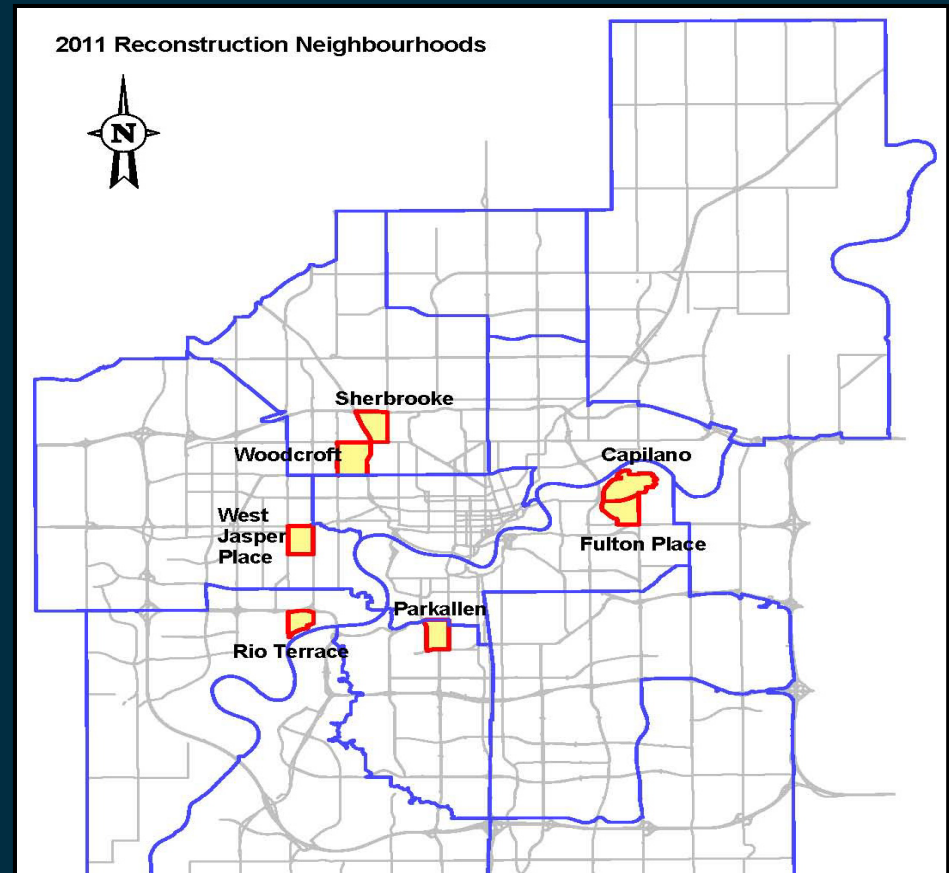 2011 Reconstruction Neighbourhoods
N
Sherbrooke
Woodcroft
Capilano
West
Jasper
Place
Fulton Place
Parkallen
Rio Terrace